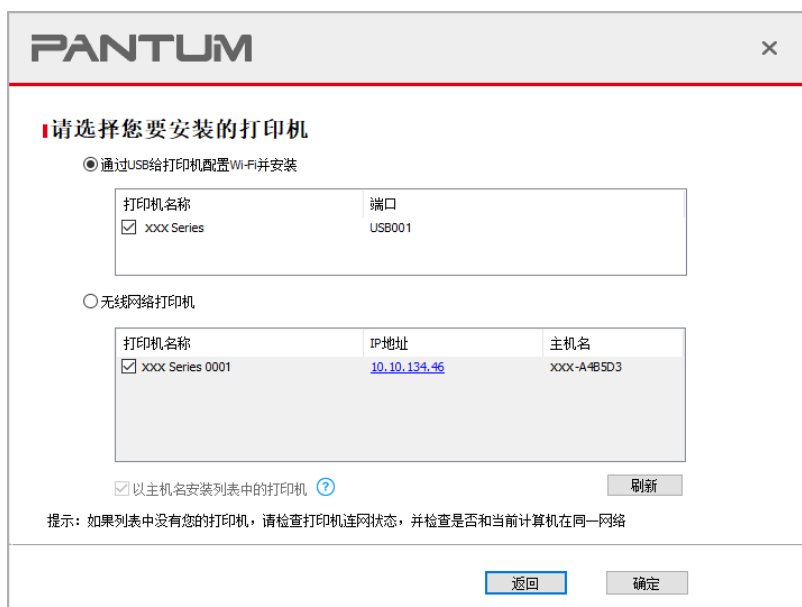 PANTUM
请选择您要安装的打印机
通过USB给打印机配置Wi-Fi并安装
打印机名称 端口
XXX Series USB001
无线网络打印机
打印机名称 IP地址 主机名
XXX Series 0001 10.10.134.46 XXX-A4B5D3
以主机名安装列表中的打印机 ? 刷新
提示：如果列表中没有您的打印机，请检查打印机连网状态，并检查是否和当前计算机在同一网络
返回 确定